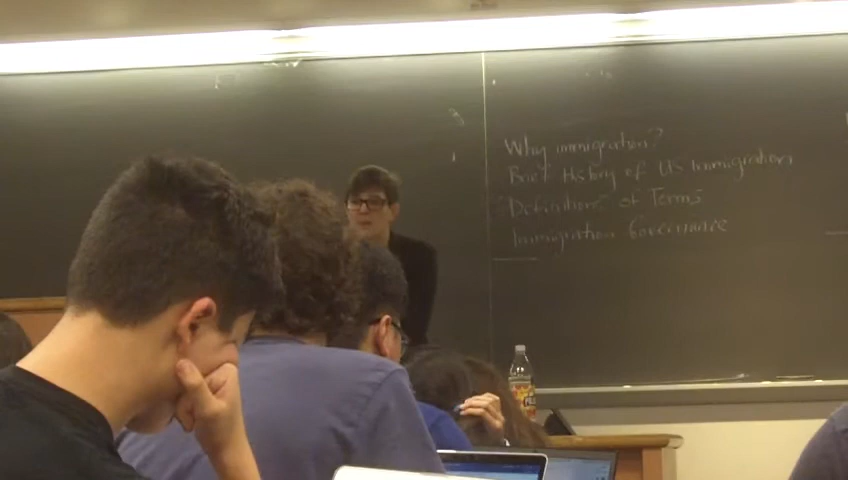 Why immigration?
Brief History of US Immigration
Definitions of Terms
Immigration Governance